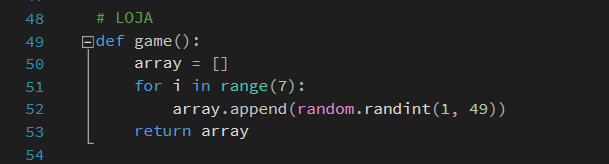 48 # LOJA
49 def game():
50 array = []
51 for i in range(7):
52 array.append(random.randint(1, 49))
53 return array
54